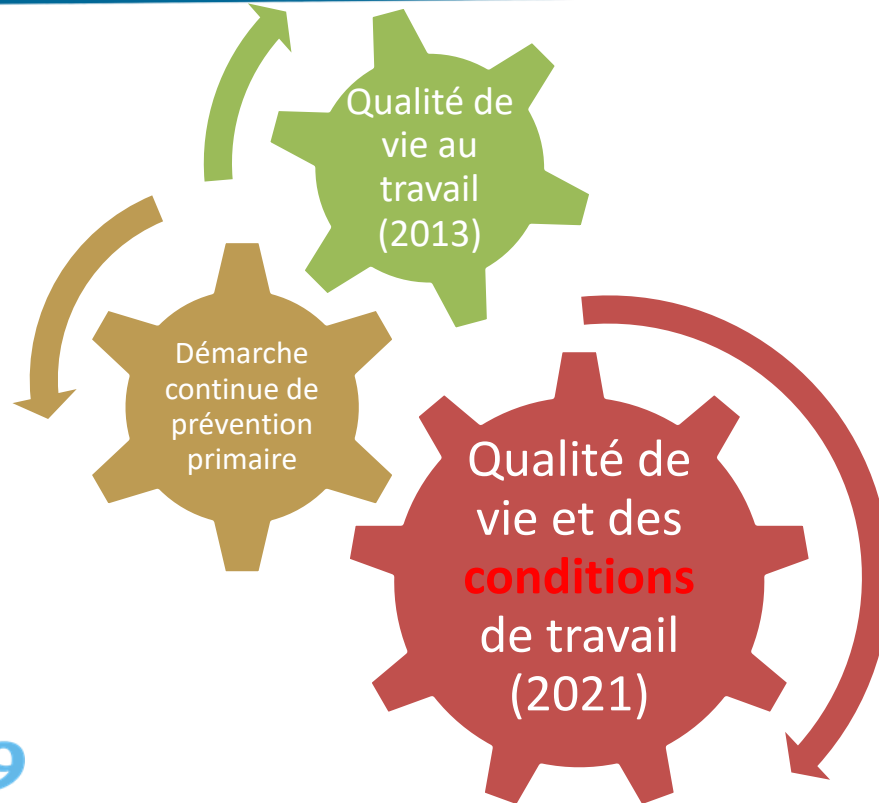 Qualité de
vie au
travail
(2013)
Démarche
continue de
prévention
primaire
Qualité de
vie et des
conditions
de travail
(2021)
9